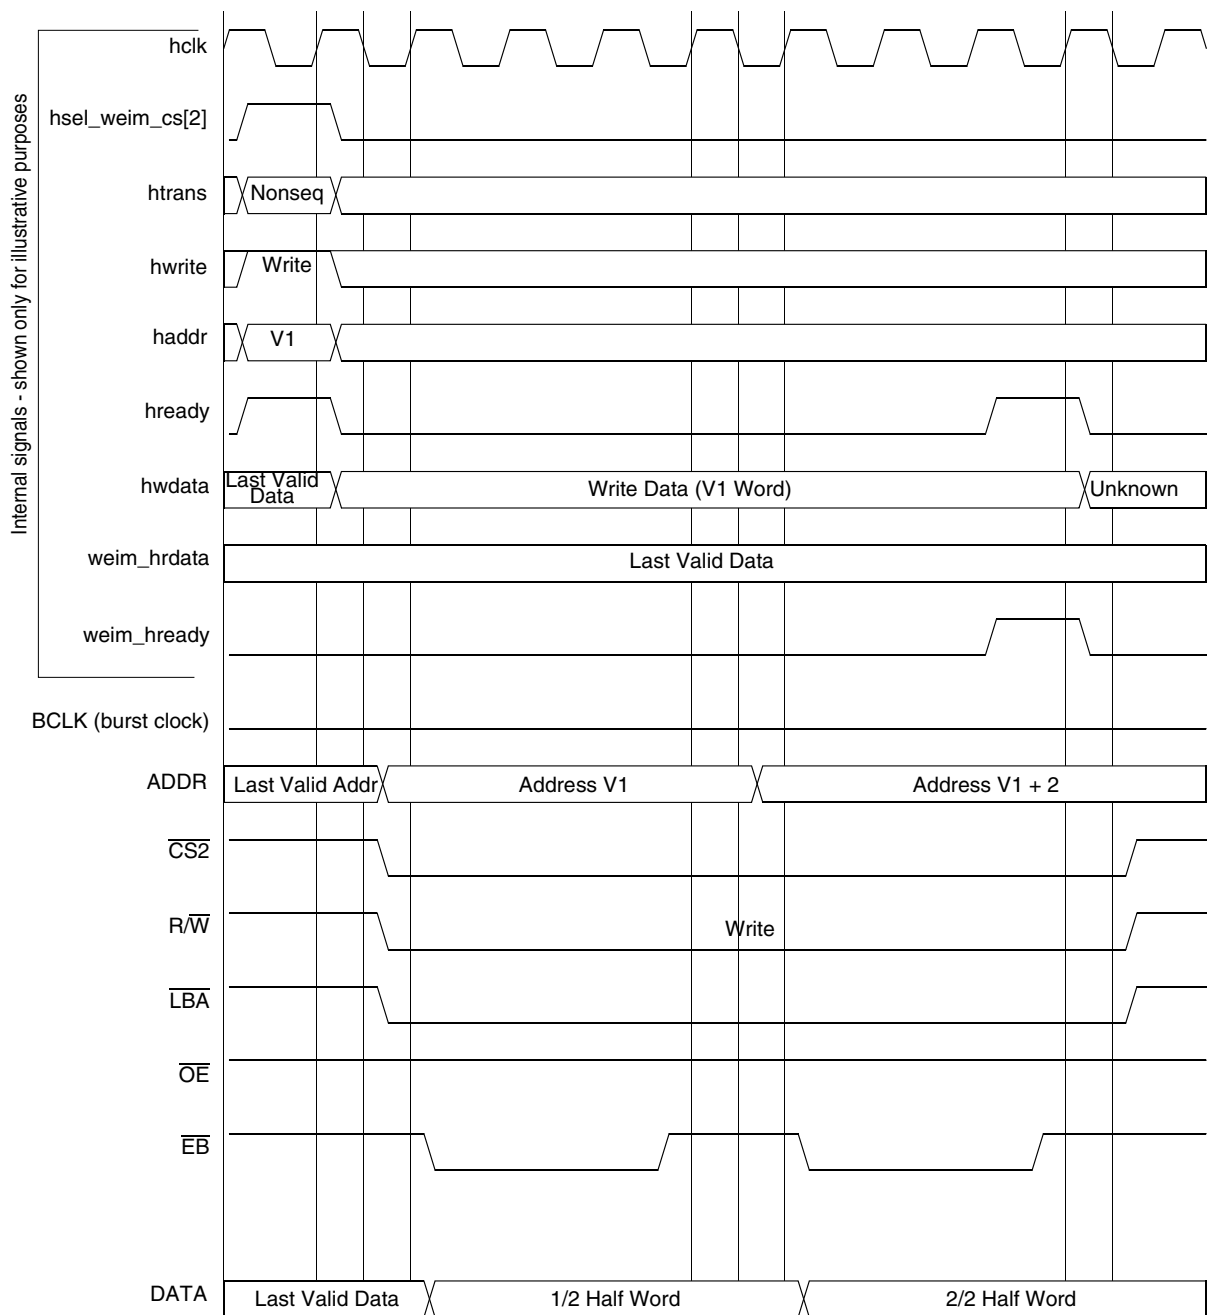 Internal signals - shown only for illustrative purposes
hclk
hsel_weim_cs[2]
htrans Nonseq
hwrite Write
haddr V1
hready
hwdata Last Valid Data Write Data (V1 Word) Unknown
weim_hrdata Last Valid Data
weim_hready
BCLK (burst clock)
ADDR Last Valid Addr Address V1 Address V1 + 2
CS2
R/W Write
LBA
OE
EB
DATA Last Valid Data 1/2 Half Word 2/2 Half Word